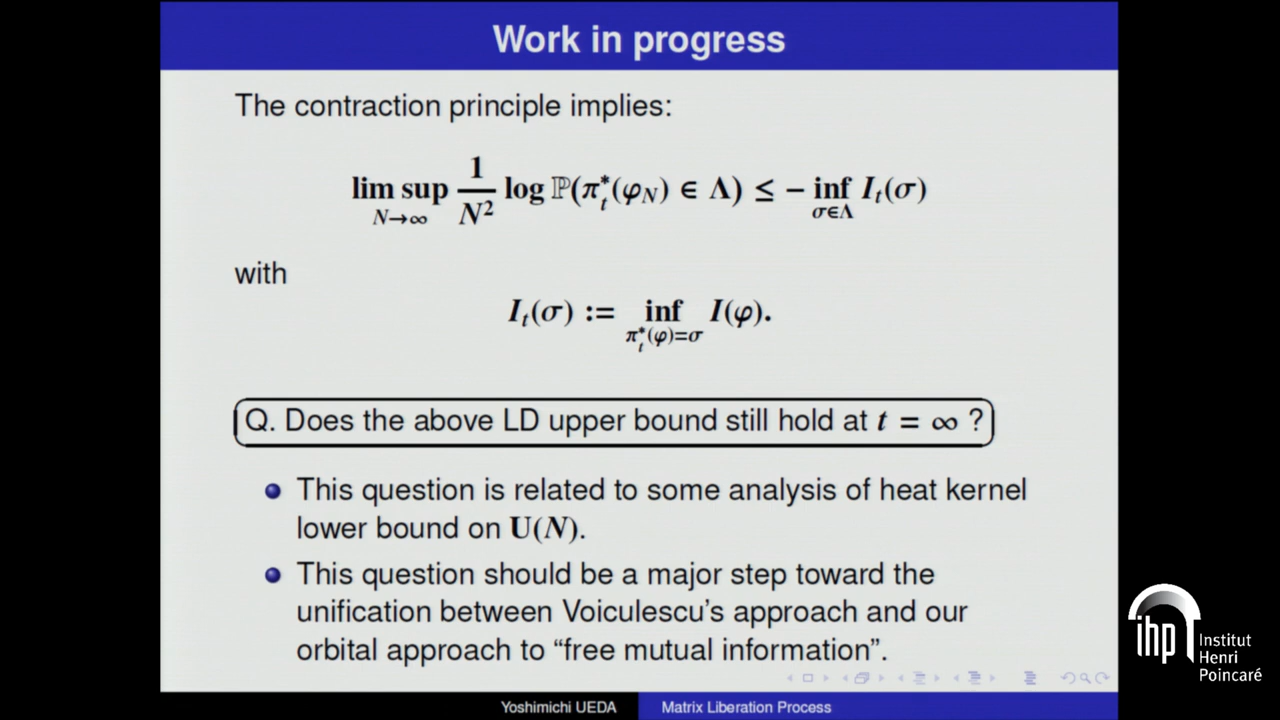 Work in progress
The contraction principle implies:
lim sup_{N→∞} 1/N² log ℙ(π*_t(φ_N) ∈ Λ) ≤ − inf_{σ∈Λ} I_t(σ)
with
I_t(σ) := inf_{π*_t(φ)=σ} I(φ).
Q. Does the above LD upper bound still hold at t = ∞ ?
This question is related to some analysis of heat kernel
lower bound on U(N).
This question should be a major step toward the
unification between Voiculescu's approach and our
orbital approach to “free mutual information”.
Yoshimichi UEDA Matrix Liberation Process
ihp Institut
Henri
Poincaré